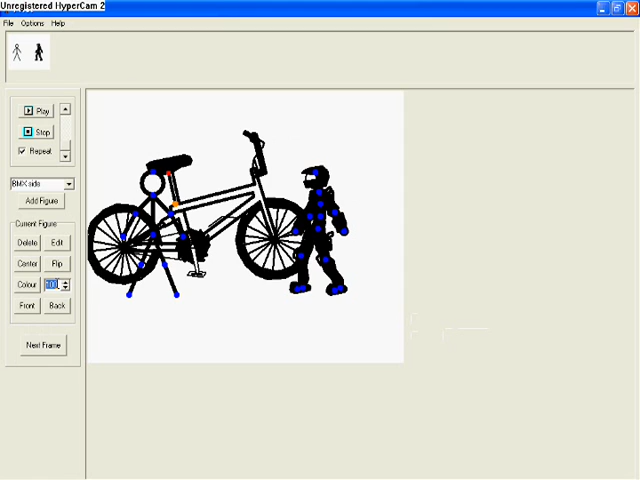 Unregistered HyperCam 2
File Options Help
Play
Stop
Repeat
BMX side
Add Figure
Current Figure
Delete Edit
Center Flip
Colour 100
Front Back
Next Frame